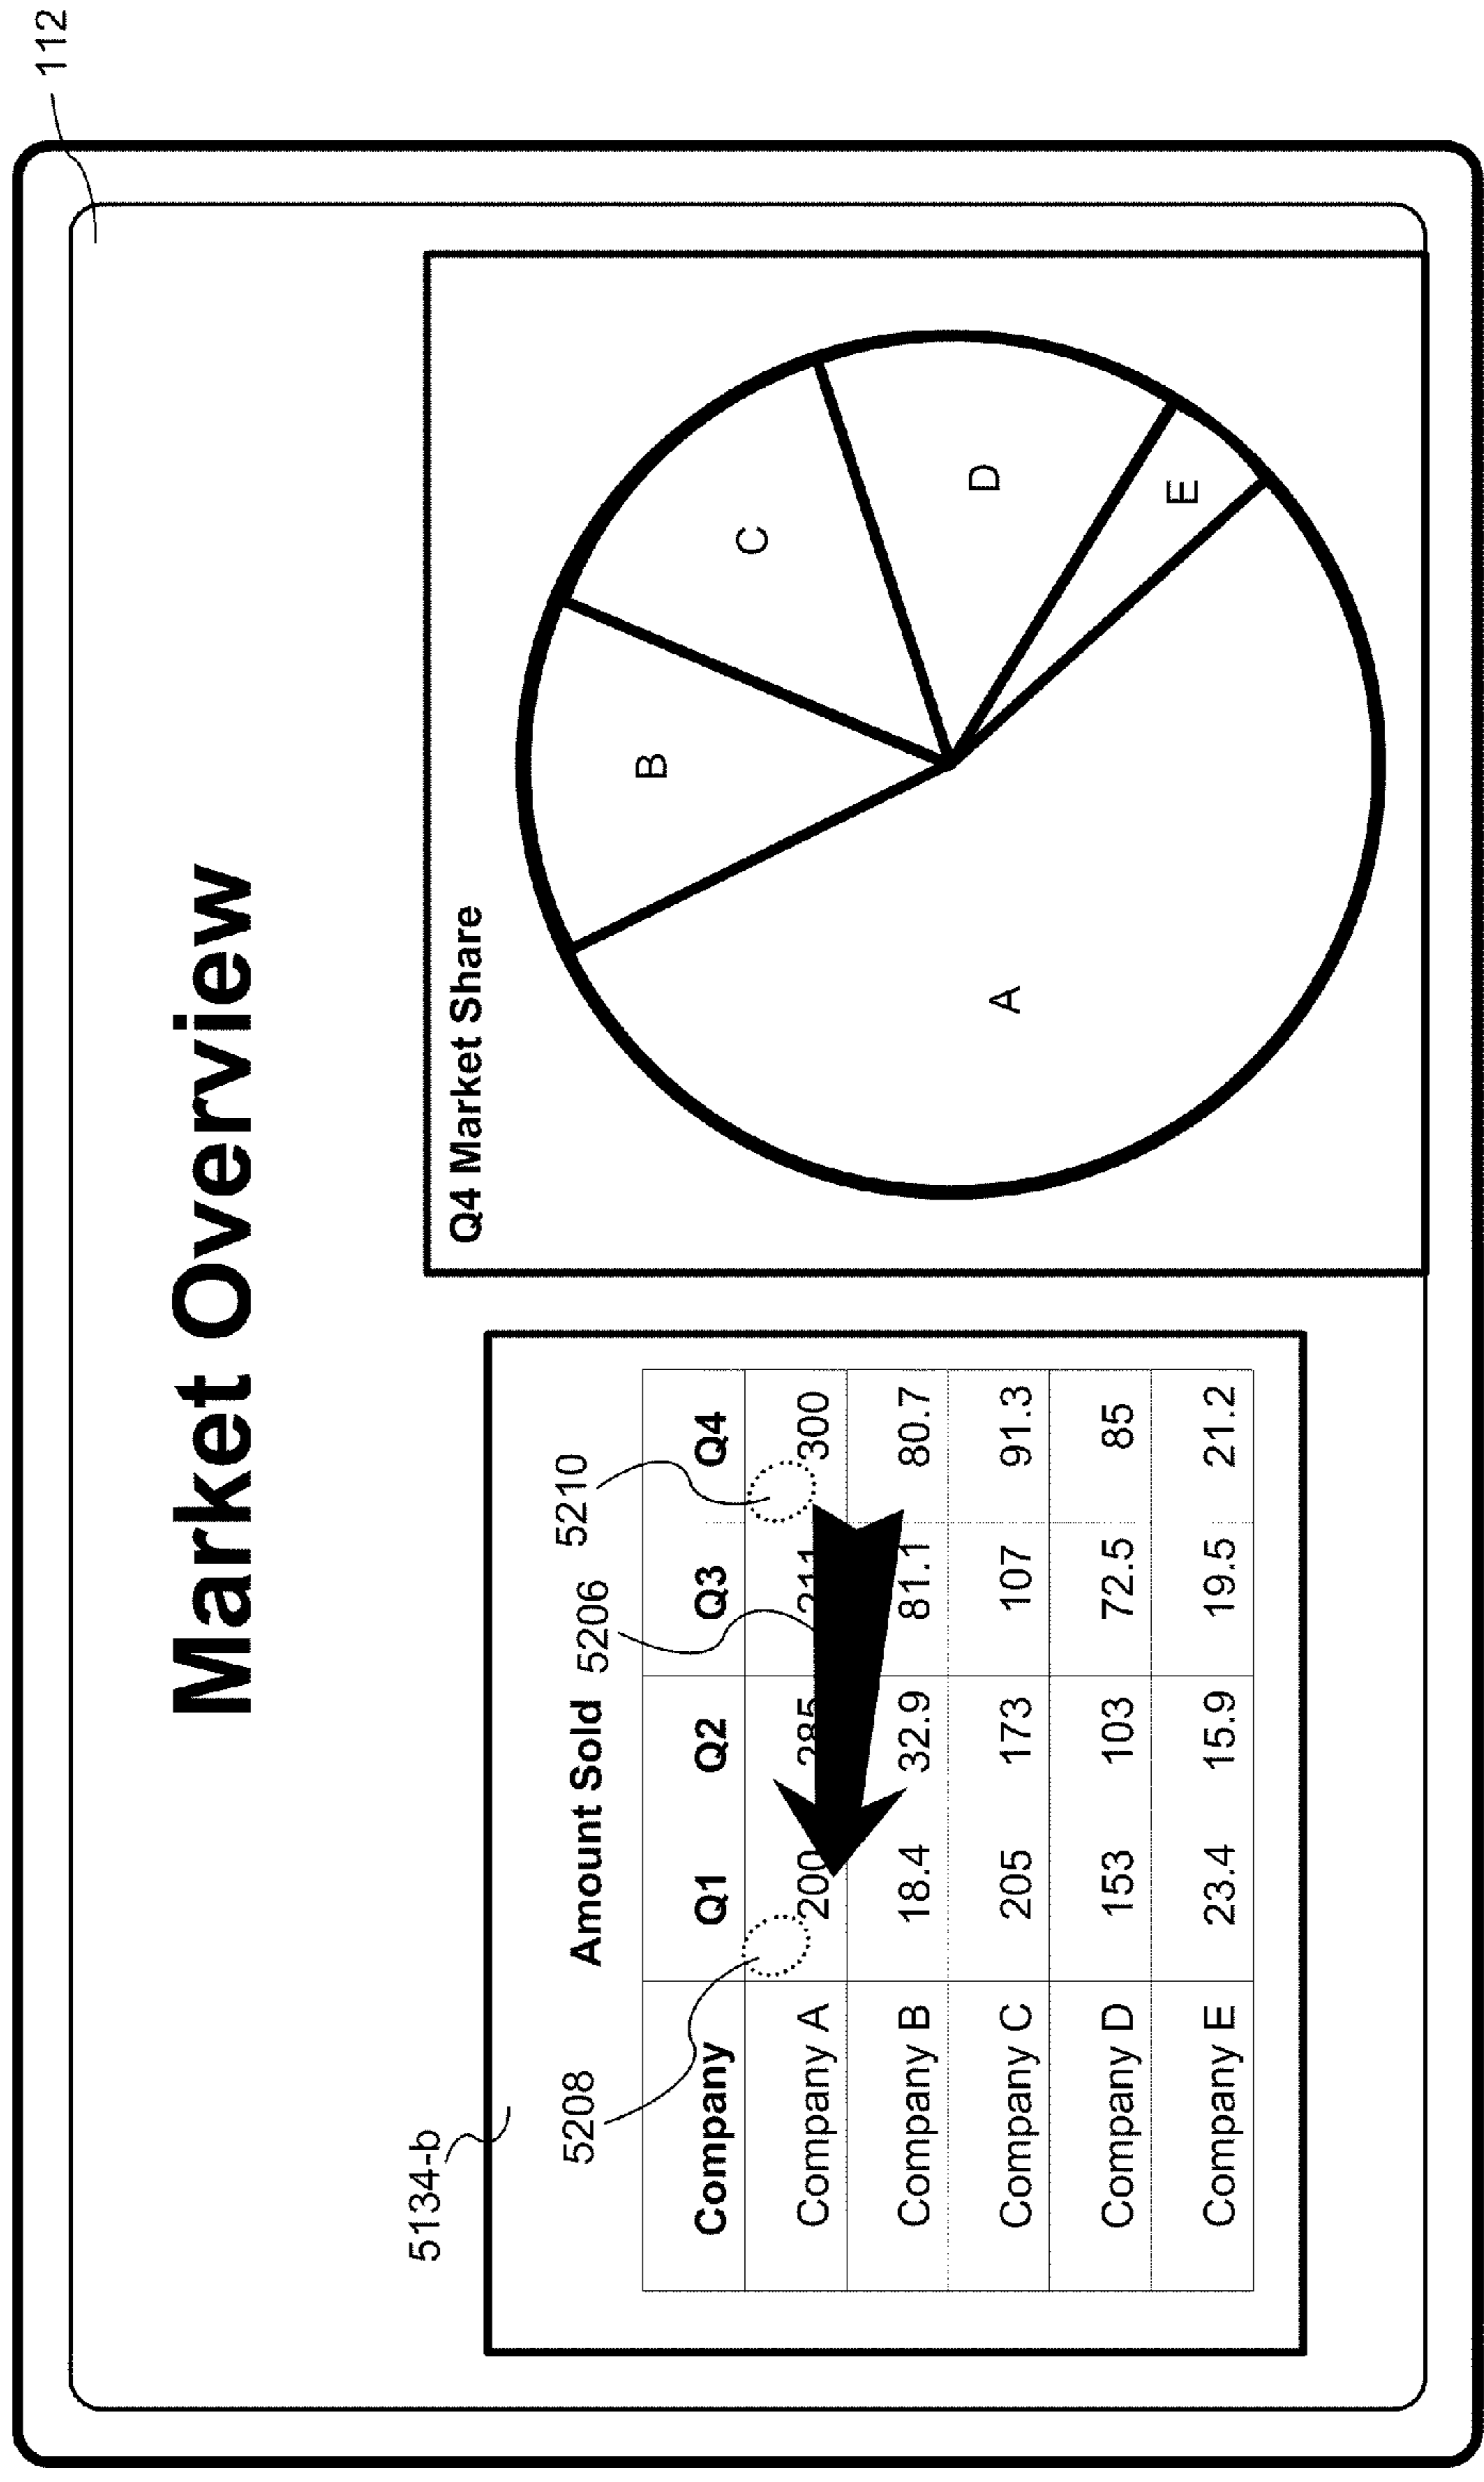 112
Market Overview
5134-b
5208
Amount Sold
5206
5210
Company Q1 Q2 Q3 Q4
Company A 200 285 211 300
Company B 18.4 32.9 81.1 80.7
Company C 205 173 107 91.3
Company D 153 103 72.5 85
Company E 23.4 15.9 19.5 21.2
Q4 Market Share
A
B
C
D
E